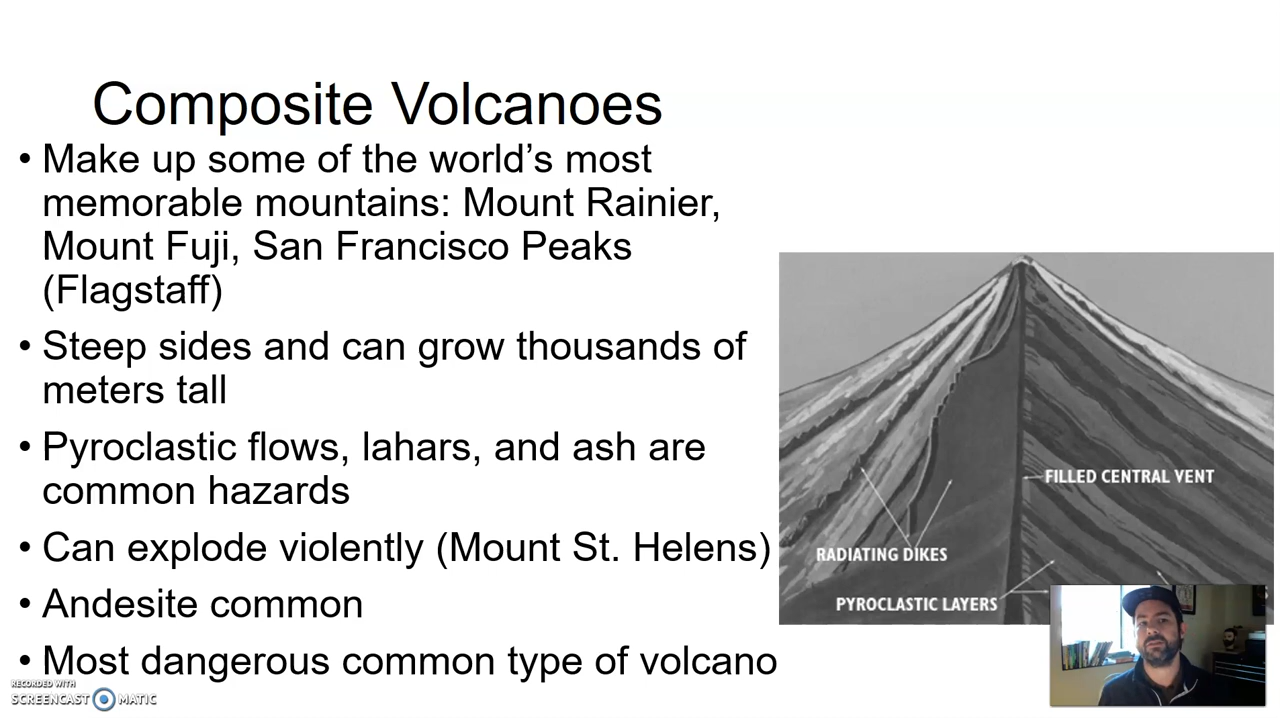 Composite Volcanoes
• Make up some of the world’s most
memorable mountains: Mount Rainier,
Mount Fuji, San Francisco Peaks
(Flagstaff)
• Steep sides and can grow thousands of
meters tall
• Pyroclastic flows, lahars, and ash are
common hazards
• Can explode violently (Mount St. Helens)
• Andesite common
• Most dangerous common type of volcano
FILLED CENTRAL VENT
RADIATING DIKES
PYROCLASTIC LAYERS
RECORDED WITH
SCREENCAST MATIC